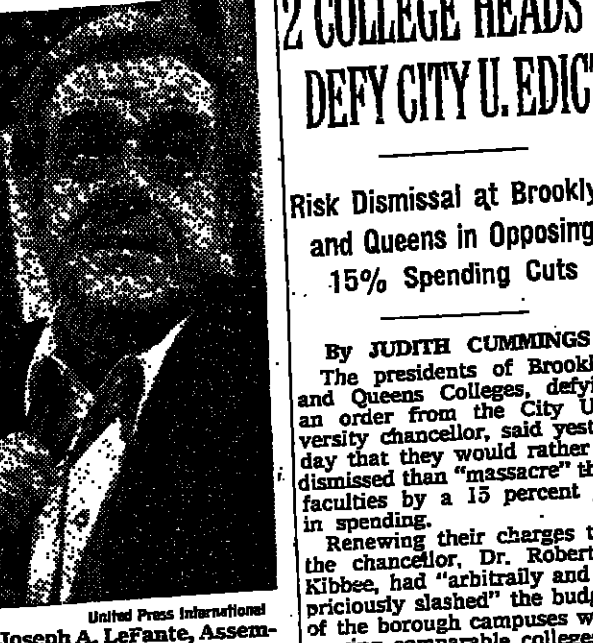 2 COLLEGE HEADS
DEFY CITY U. EDICT
Risk Dismissal at Brookly
and Queens in Opposing
15% Spending Cuts
By JUDITH CUMMINGS
The presidents of Brookl
and Queens Colleges, defyi
an order from the City U
versity chancellor, said yest
day that they would rather
dismissed than "massacre" th
faculties by a 15 percent
in spending.
Renewing their charges t
the chancellor, Dr. Robert
Kibbee, had "arbitraily and
priciously slashed" the budg
of the borough campuses w
comparable college
United Press International
Joseph A. LeFante, Assem-